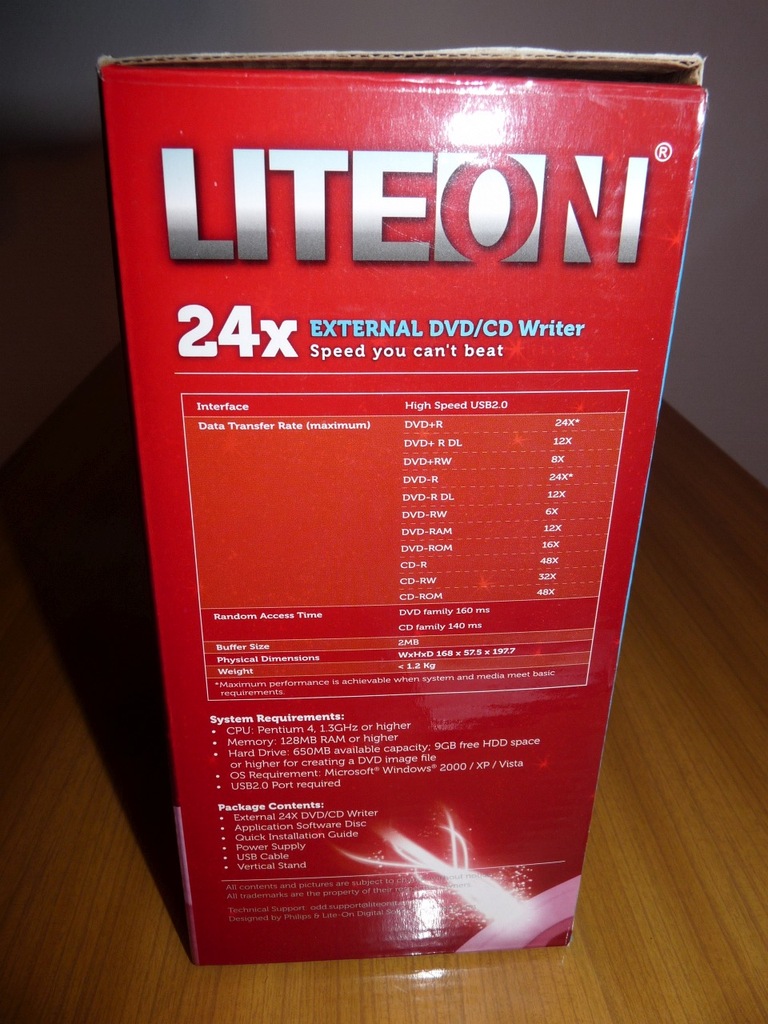 LITEON®
24x EXTERNAL DVD/CD Writer
Speed you can't beat
Interface High Speed USB2.0
Data Transfer Rate (maximum) DVD+R 24X*
DVD+ R DL 12X
DVD+RW 8X
DVD-R 24X*
DVD-R DL 12X
DVD-RW 6X
DVD-RAM 12X
DVD-ROM 16X
CD-R 48X
CD-RW 32X
CD-ROM 48X
Random Access Time DVD family 160 ms
CD family 140 ms
Buffer Size 2MB
Physical Dimensions WxHxD 168 x 57.5 x 197.7
Weight < 1.2 Kg
*Maximum performance is achievable when system and media meet basic
requirements.
System Requirements:
• CPU: Pentium 4, 1.3GHz or higher
• Memory: 128MB RAM or higher
• Hard Drive: 650MB available capacity; 9GB free HDD space
or higher for creating a DVD image file
• OS Requirement: Microsoft® Windows® 2000 / XP / Vista
• USB2.0 Port required
Package Contents:
• External 24X DVD/CD Writer
• Application Software Disc
• Quick Installation Guide
• Power Supply
• USB Cable
• Vertical Stand
All contents and pictures are subject to
All trademarks are the property of their
Technical Support:
Designed by Philips & Lite-On Digital